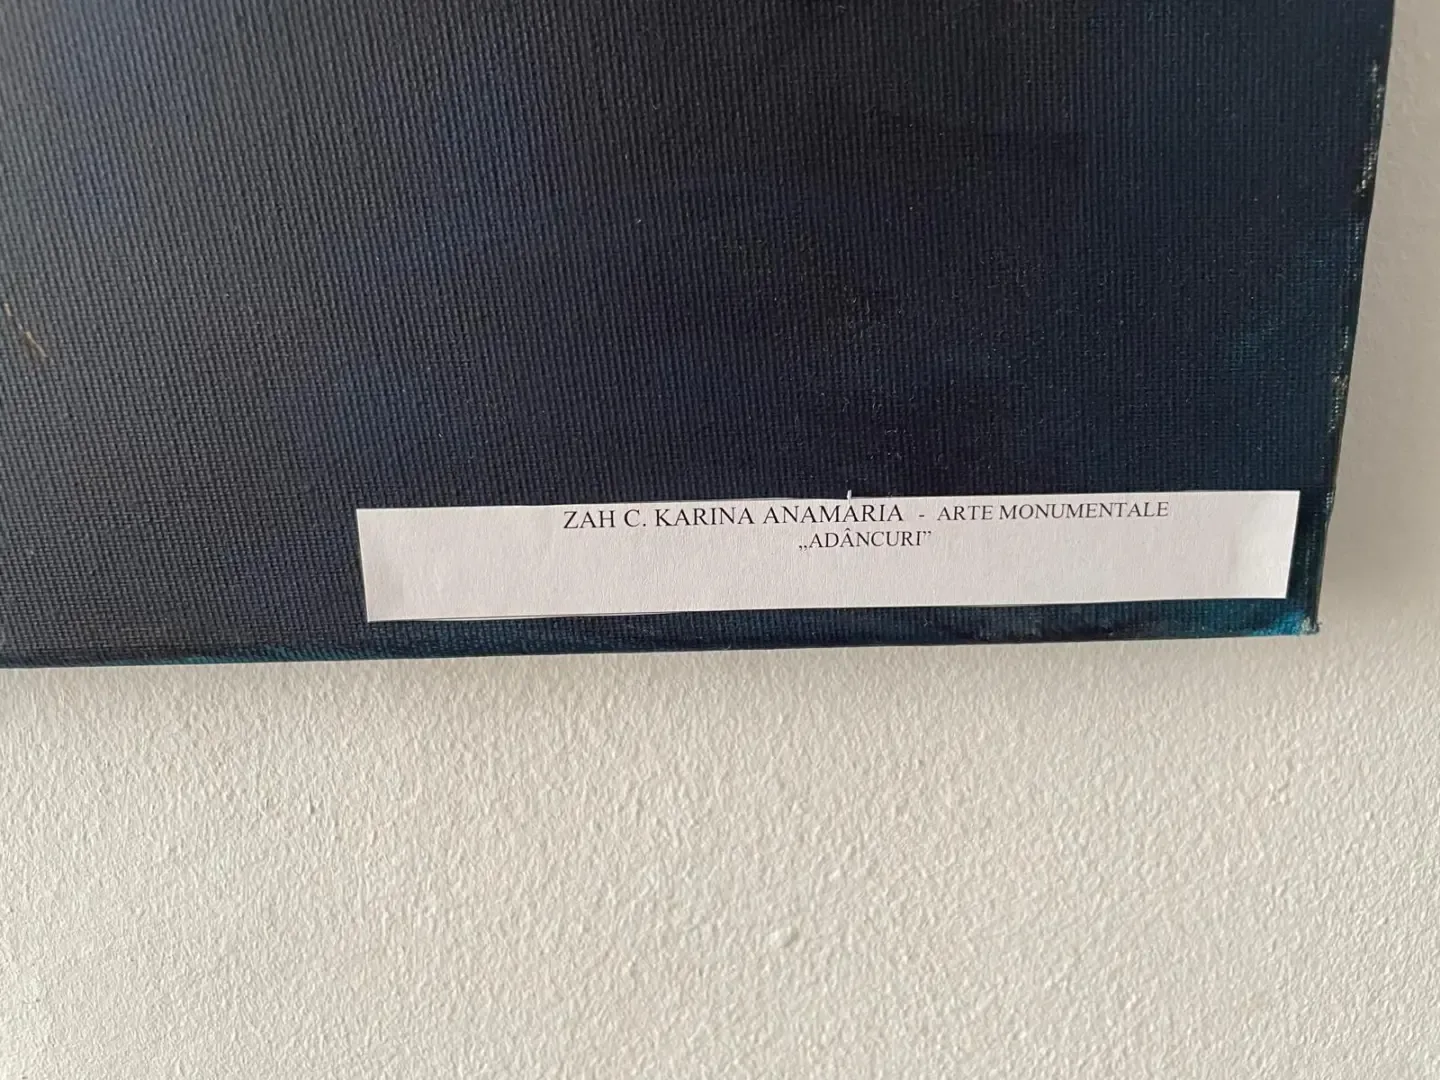 ZAH C. KARINA ANAMARIA - ARTE MONUMENTALE
„ADÂNCURI”